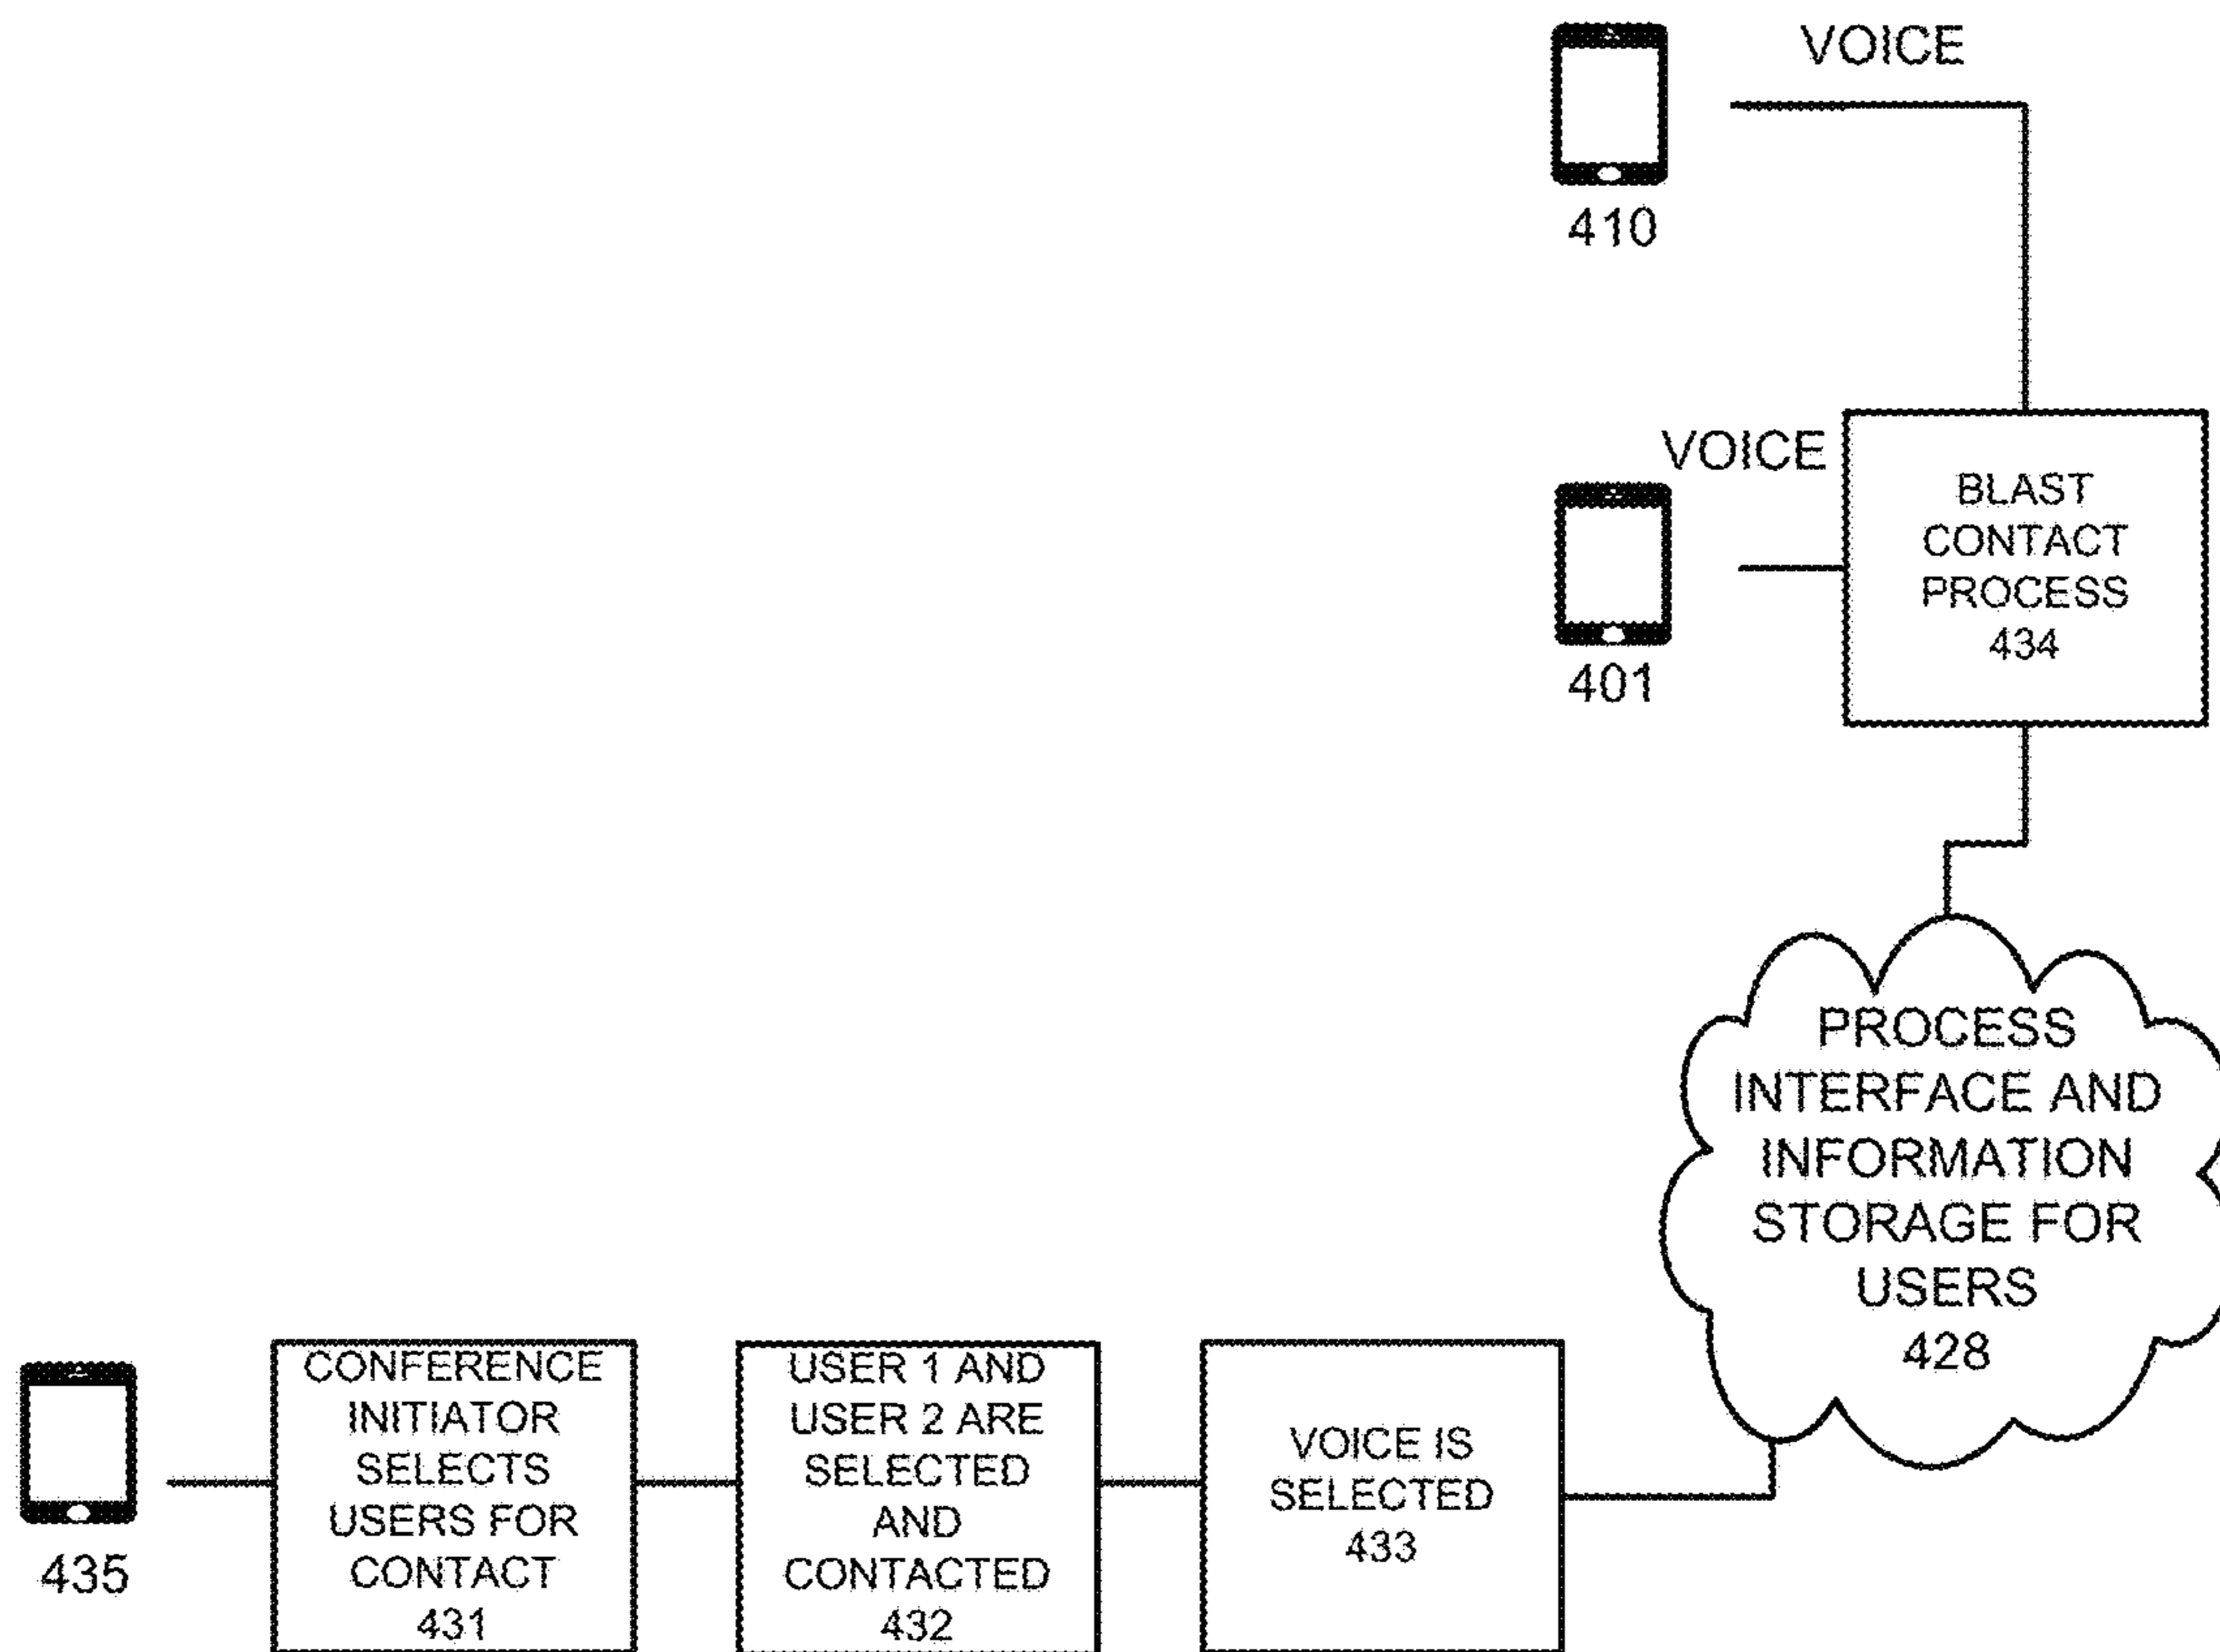 VOICE
410
VOICE
BLAST
CONTACT
PROCESS
434
401
PROCESS
INTERFACE AND
INFORMATION
STORAGE FOR
USERS
428
435
CONFERENCE
INITIATOR
SELECTS
USERS FOR
CONTACT
431
USER 1 AND
USER 2 ARE
SELECTED
AND
CONTACTED
432
VOICE IS
SELECTED
433